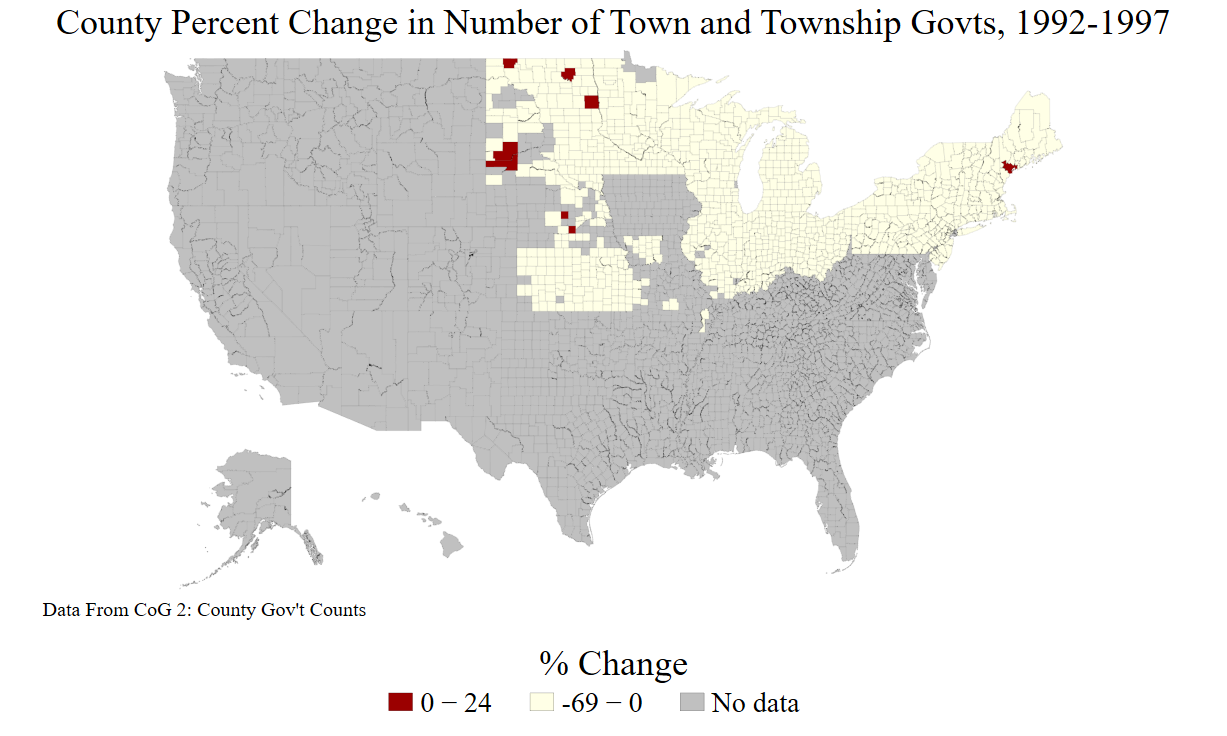 County Percent Change in Number of Town and Township Govts, 1992-1997
Data From CoG 2: County Gov't Counts
% Change
0 − 24 -69 − 0 No data